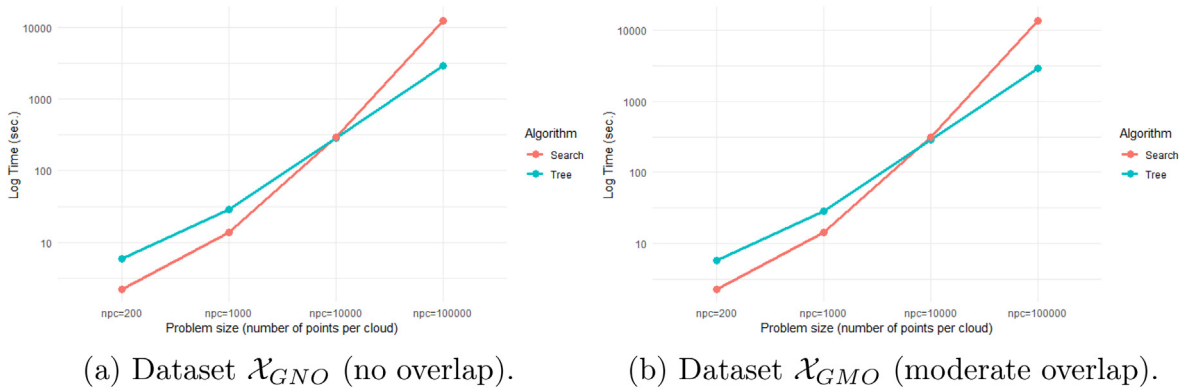 10000
1000
100
10
Log Time (sec.)
npc=200 npc=1000 npc=10000 npc=100000
Problem size (number of points per cloud)
Algorithm
Search
Tree
(a) Dataset 𝒳_GNO (no overlap).
10000
1000
100
10
Log Time (sec.)
npc=200 npc=1000 npc=10000 npc=100000
Problem size (number of points per cloud)
Algorithm
Search
Tree
(b) Dataset 𝒳_GMO (moderate overlap).